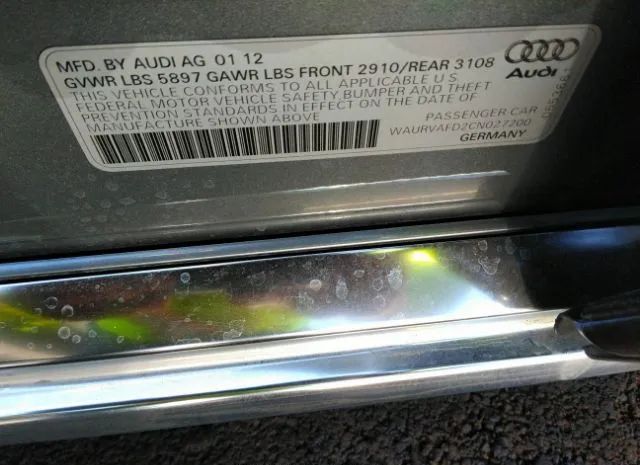 MFD. BY AUDI AG 01 12
GVWR LBS 5897 GAWR LBS FRONT 2910/REAR 3108
THIS VEHICLE CONFORMS TO ALL APPLICABLE U S
FEDERAL MOTOR VEHICLE SAFETY BUMPER AND THEFT
PREVENTION STANDARDS IN EFFECT ON THE DATE OF
MANUFACTURE SHOWN ABOVE
PASSENGER CAR
WAURVAFD2CN027200
GERMANY
Audi